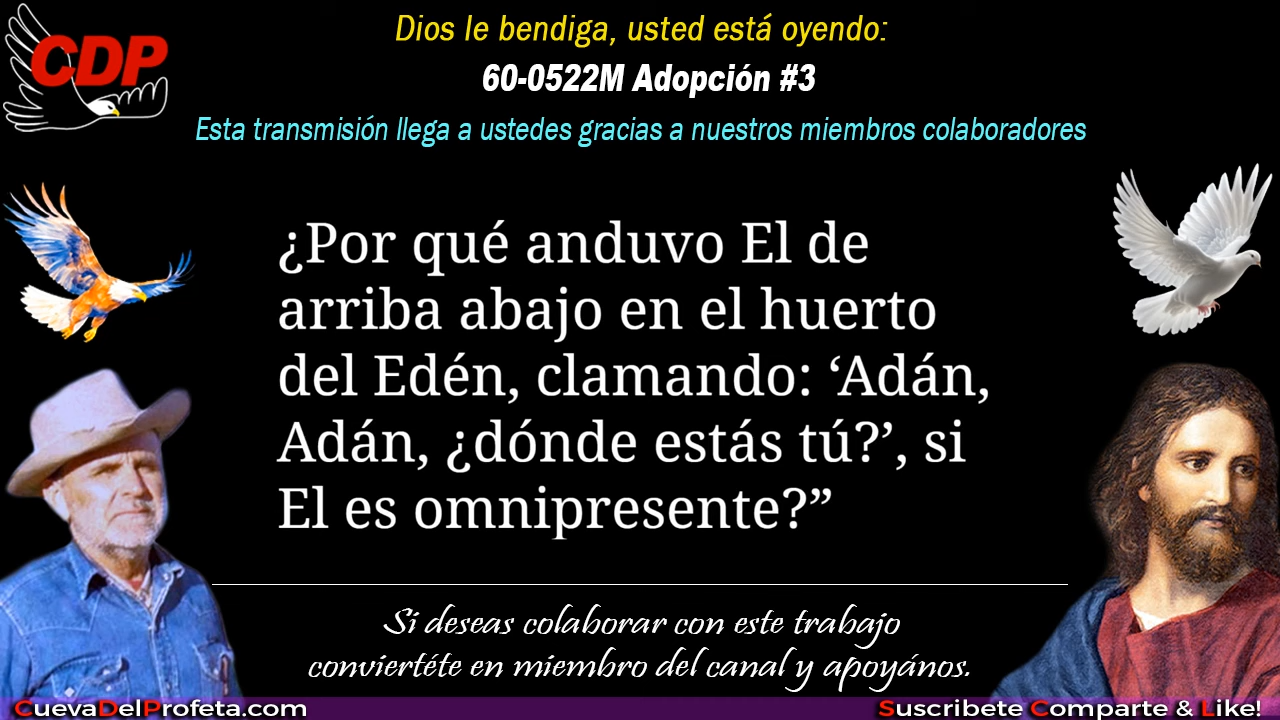 CDP
Dios le bendiga, usted está oyendo:
60-0522M Adopción #3
Esta transmisión llega a ustedes gracias a nuestros miembros colaboradores
¿Por qué anduvo El de
arriba abajo en el huerto
del Edén, clamando: ‘Adán,
Adán, ¿dónde estás tú?’, si
El es omnipresente?”
Si deseas colaborar con este trabajo
conviertéte en miembro del canal y apoyános.
CuevaDelProfeta.com
Suscribete Comparte & Like!